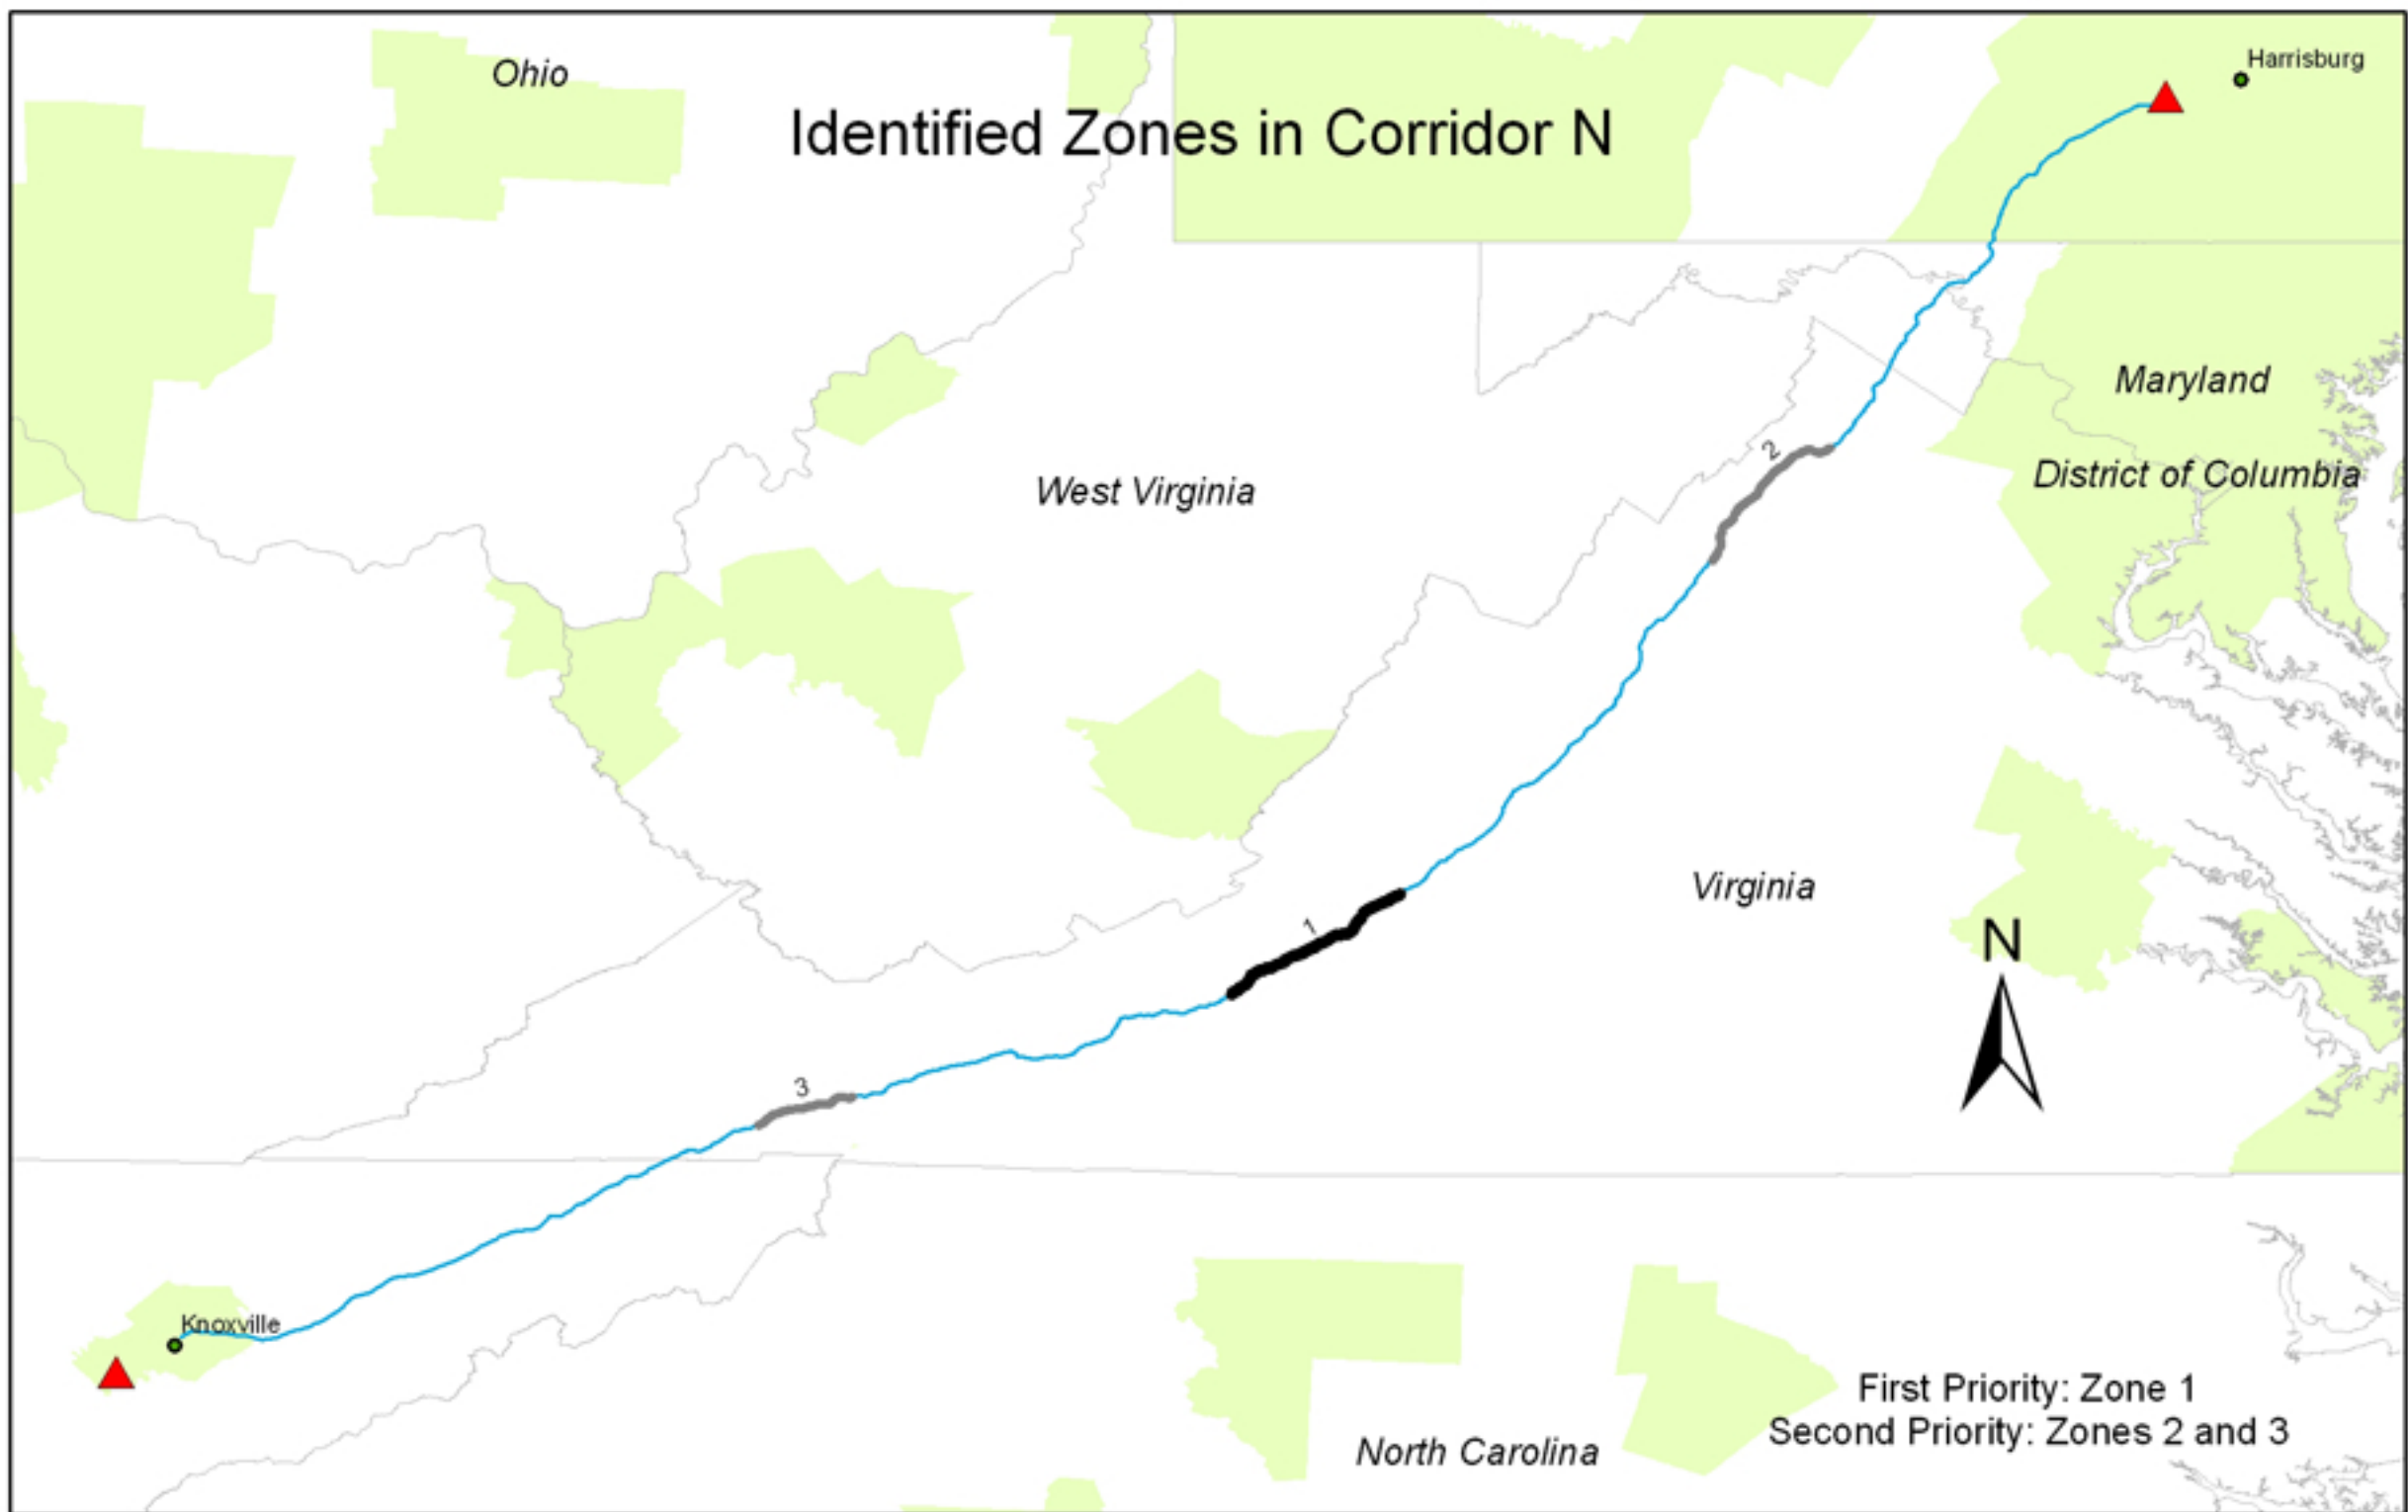 Harrisburg
Ohio
Identified Zones in Corridor N
Maryland
2
District of Columbia
West Virginia
Virginia
1
N
3
Knoxville
First Priority: Zone 1
Second Priority: Zones 2 and 3
North Carolina